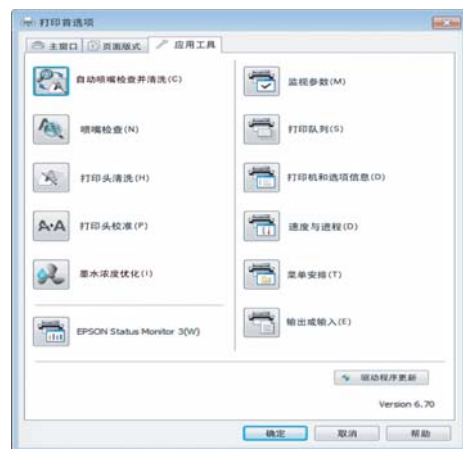 打印首选项
主窗口 页面版式 应用工具
自动喷嘴检查并清洗(C)
喷嘴检查(N)
打印头清洗(H)
打印头校准(P)
墨水浓度优化(I)
EPSON Status Monitor 3(W)
监视参数(M)
打印队列(S)
打印机和选项信息(O)
速度与进程(D)
菜单安排(T)
输出或输入(E)
驱动程序更新
Version 6.70
确定 取消 帮助